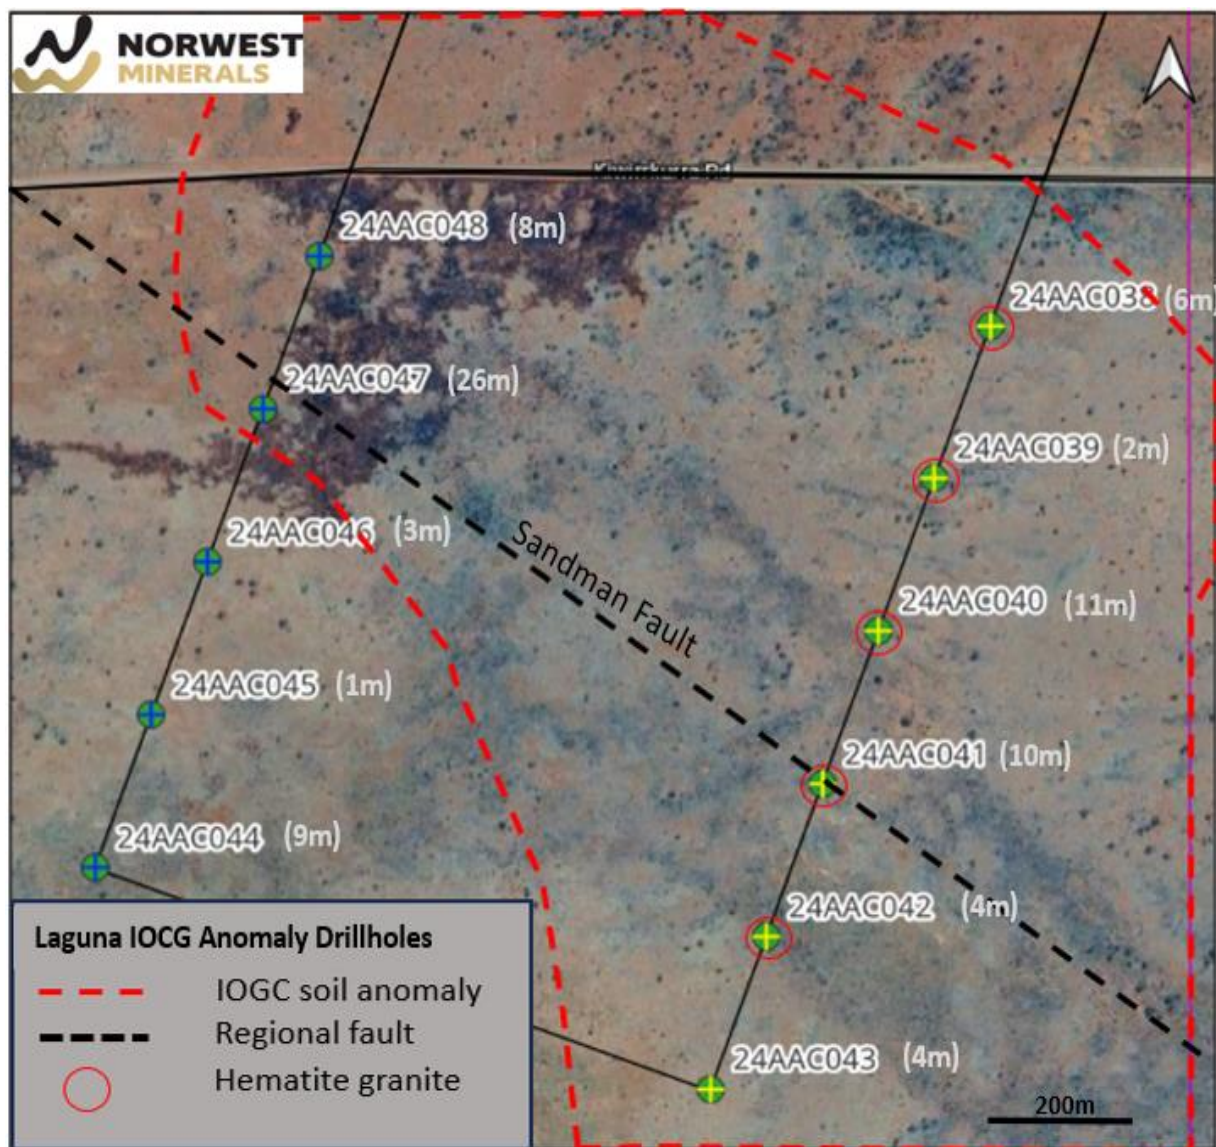 NORWEST
MINERALS
24AAC048 (8m)
24AAC038 (6m)
24AAC047 (26m)
24AAC039 (2m)
24AAC046 (3m)
Sandman Fault
24AAC040 (11m)
24AAC045 (1m)
24AAC041 (10m)
24AAC044 (9m)
24AAC042 (4m)
24AAC043 (4m)
Laguna IOCG Anomaly Drillholes
IOGC soil anomaly
Regional fault
Hematite granite
200m